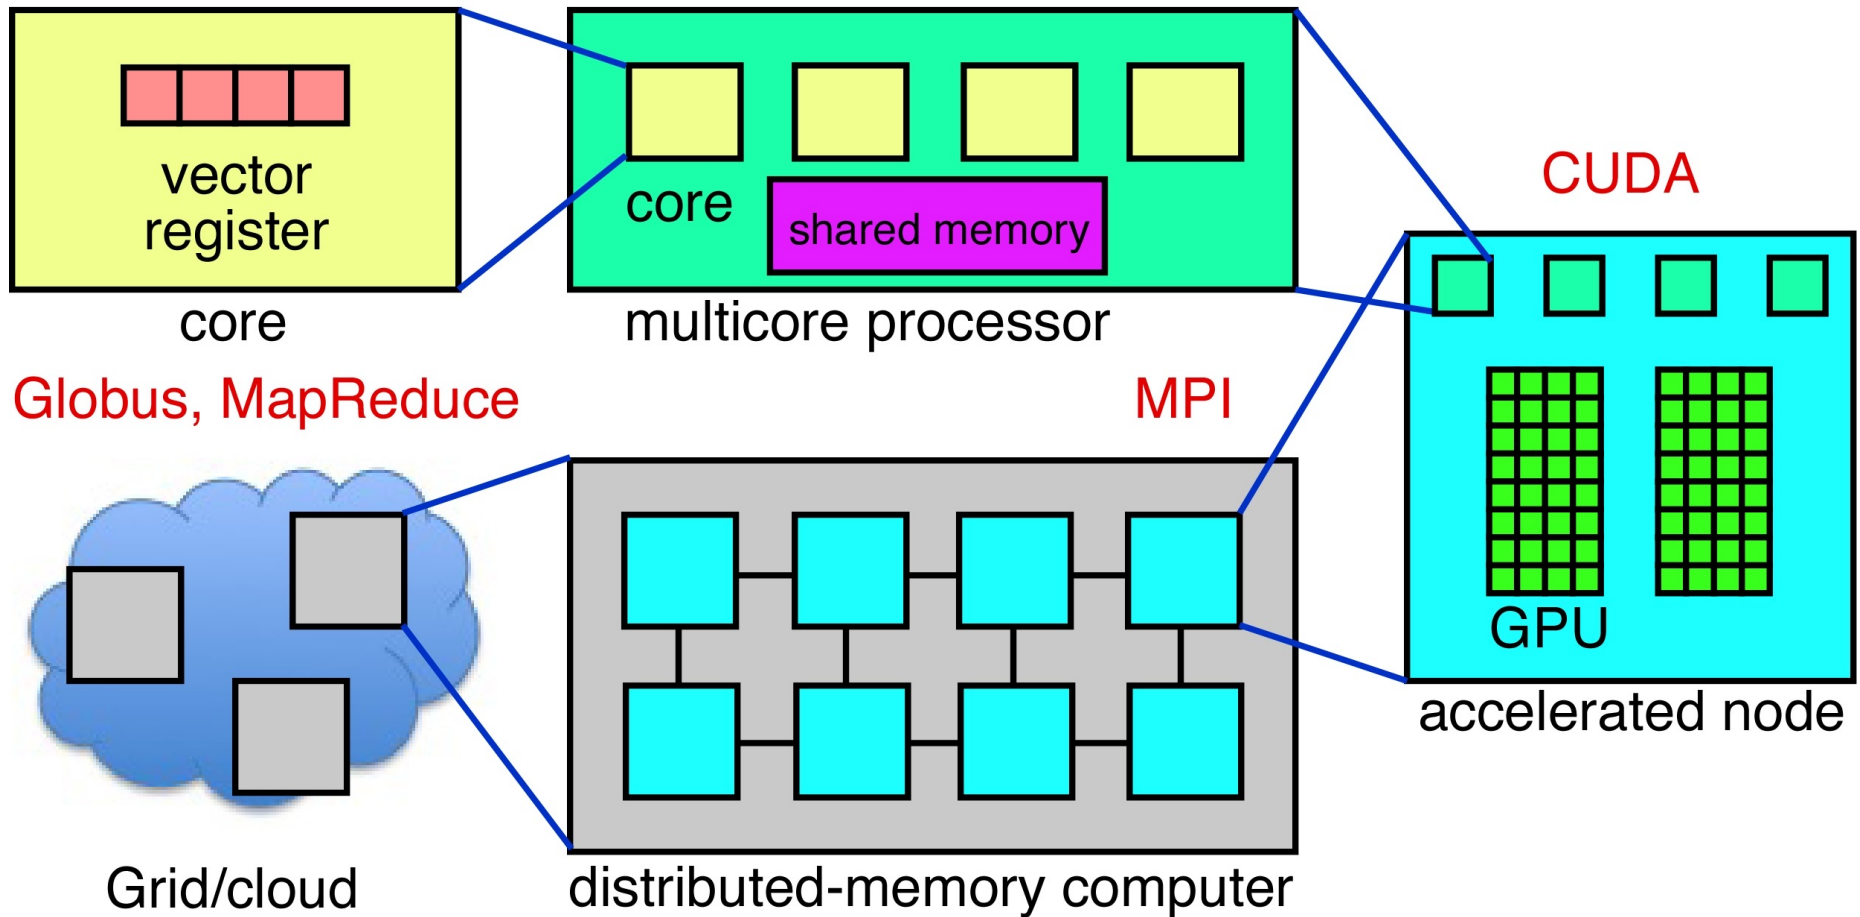 vector
register
core
core
shared memory
multicore processor
CUDA
GPU
accelerated node
Globus, MapReduce
MPI
Grid/cloud
distributed-memory computer